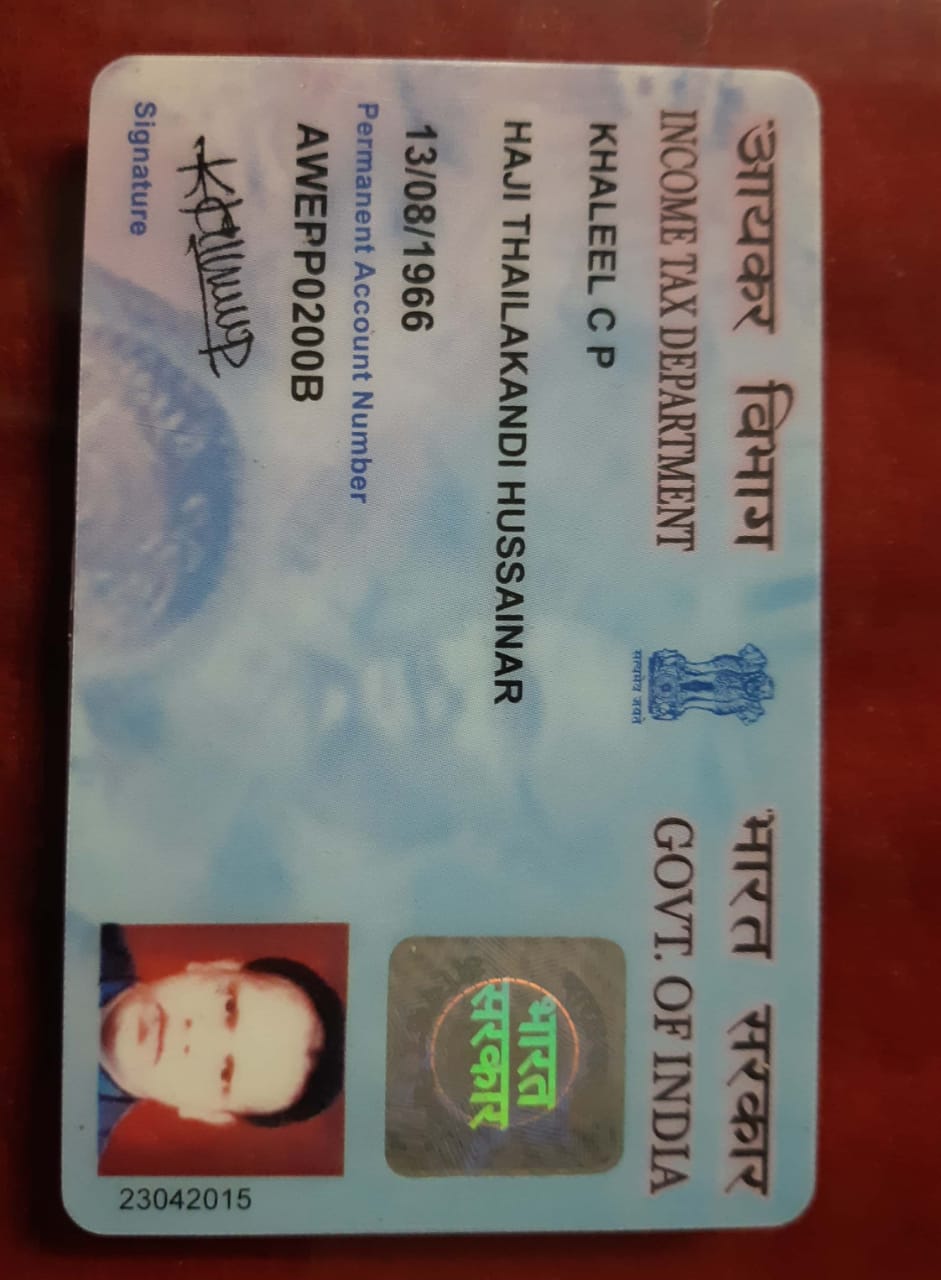 आयकर विभाग
INCOME TAX DEPARTMENT
सत्यमेव जयते
भारत सरकार
GOVT. OF INDIA
KHALEEL C P
HAJI THAILAKANDI HUSSAINAR
13/08/1966
Permanent Account Number
AWEPP0200B
Signature
भारत
सरकार
23042015